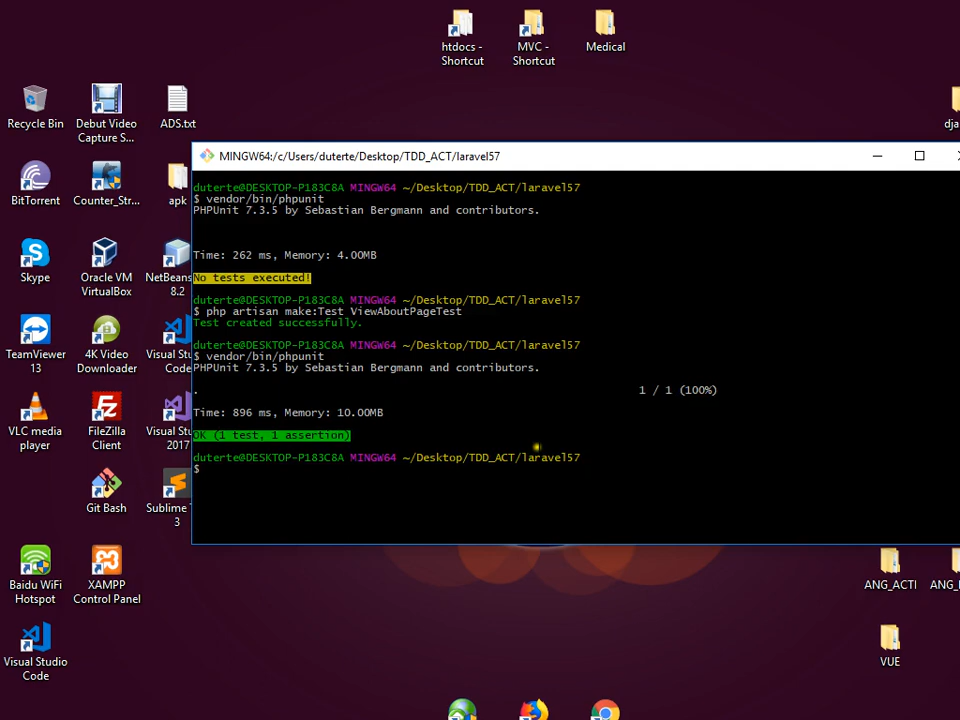 htdocs -
Shortcut
MVC -
Shortcut
Medical
Recycle Bin
Debut Video
Capture S...
ADS.txt
BitTorrent
Counter_Str...
apk
Skype
Oracle VM
VirtualBox
NetBeans
8.2
TeamViewer
13
4K Video
Downloader
Visual Stu
Code
VLC media
player
FileZilla
Client
Visual Stu
2017
Git Bash
Sublime T
3
Baidu WiFi
Hotspot
XAMPP
Control Panel
Visual Studio
Code
MINGW64:/c/Users/duterte/Desktop/TDD_ACT/laravel57
duterte@DESKTOP-P183C8A MINGW64 ~/Desktop/TDD_ACT/laravel57
$ vendor/bin/phpunit
PHPUnit 7.3.5 by Sebastian Bergmann and contributors.
Time: 262 ms, Memory: 4.00MB
No tests executed!
duterte@DESKTOP-P183C8A MINGW64 ~/Desktop/TDD_ACT/laravel57
$ php artisan make:Test ViewAboutPageTest
Test created successfully.
duterte@DESKTOP-P183C8A MINGW64 ~/Desktop/TDD_ACT/laravel57
$ vendor/bin/phpunit
PHPUnit 7.3.5 by Sebastian Bergmann and contributors.
. 1 / 1 (100%)
Time: 896 ms, Memory: 10.00MB
OK (1 test, 1 assertion)
duterte@DESKTOP-P183C8A MINGW64 ~/Desktop/TDD_ACT/laravel57
$
dja
ANG_ACTI
ANG_
VUE